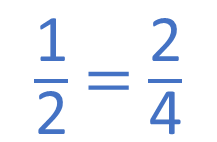 1/2 = 2/4